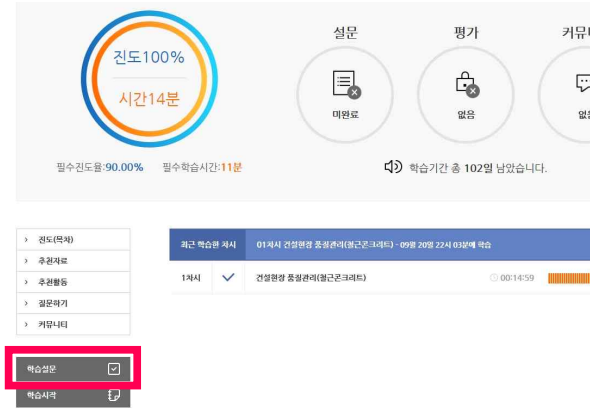 진도100%
시간14분
필수진도율:90.00% 필수학습시간:11분
설문
미완료
평가
없음
학습기간 총 102일 남았습니다.
진도(목차)
추천자료
추천활동
질문하기
커뮤니티
학습설문
학습시작
최근 학습한 차시 01차시 건설현장 품질관리(철근콘크리트) - 09월 20일 22시 03분에 학습
1차시 건설현장 품질관리(철근콘크리트) 00:14:59